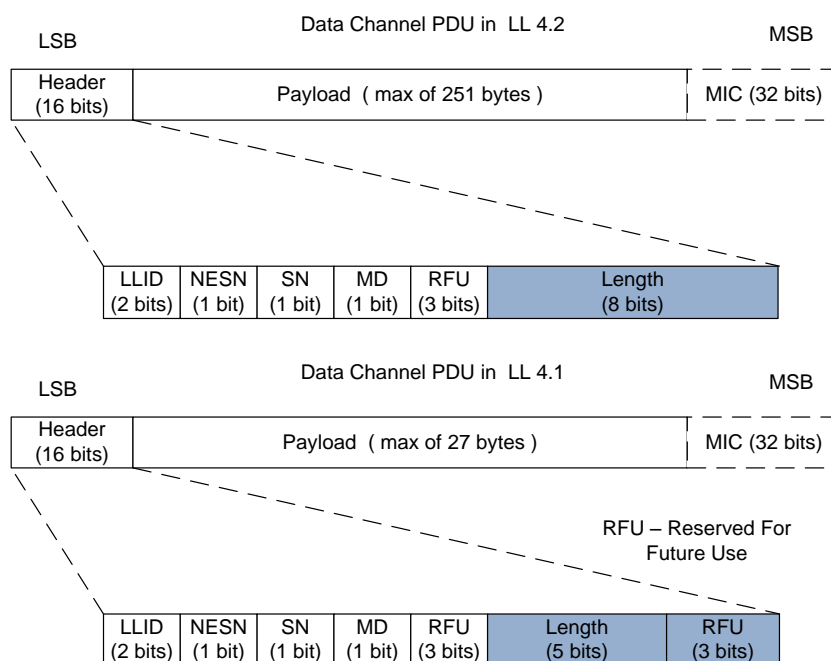 Data Channel PDU in LL 4.2
LSB
MSB
Header
(16 bits)
Payload ( max of 251 bytes )
MIC (32 bits)
LLID
(2 bits)
NESN
(1 bit)
SN
(1 bit)
MD
(1 bit)
RFU
(3 bits)
Length
(8 bits)
Data Channel PDU in LL 4.1
LSB
MSB
Header
(16 bits)
Payload ( max of 27 bytes )
MIC (32 bits)
RFU – Reserved For
Future Use
LLID
(2 bits)
NESN
(1 bit)
SN
(1 bit)
MD
(1 bit)
RFU
(3 bits)
Length
(5 bits)
RFU
(3 bits)